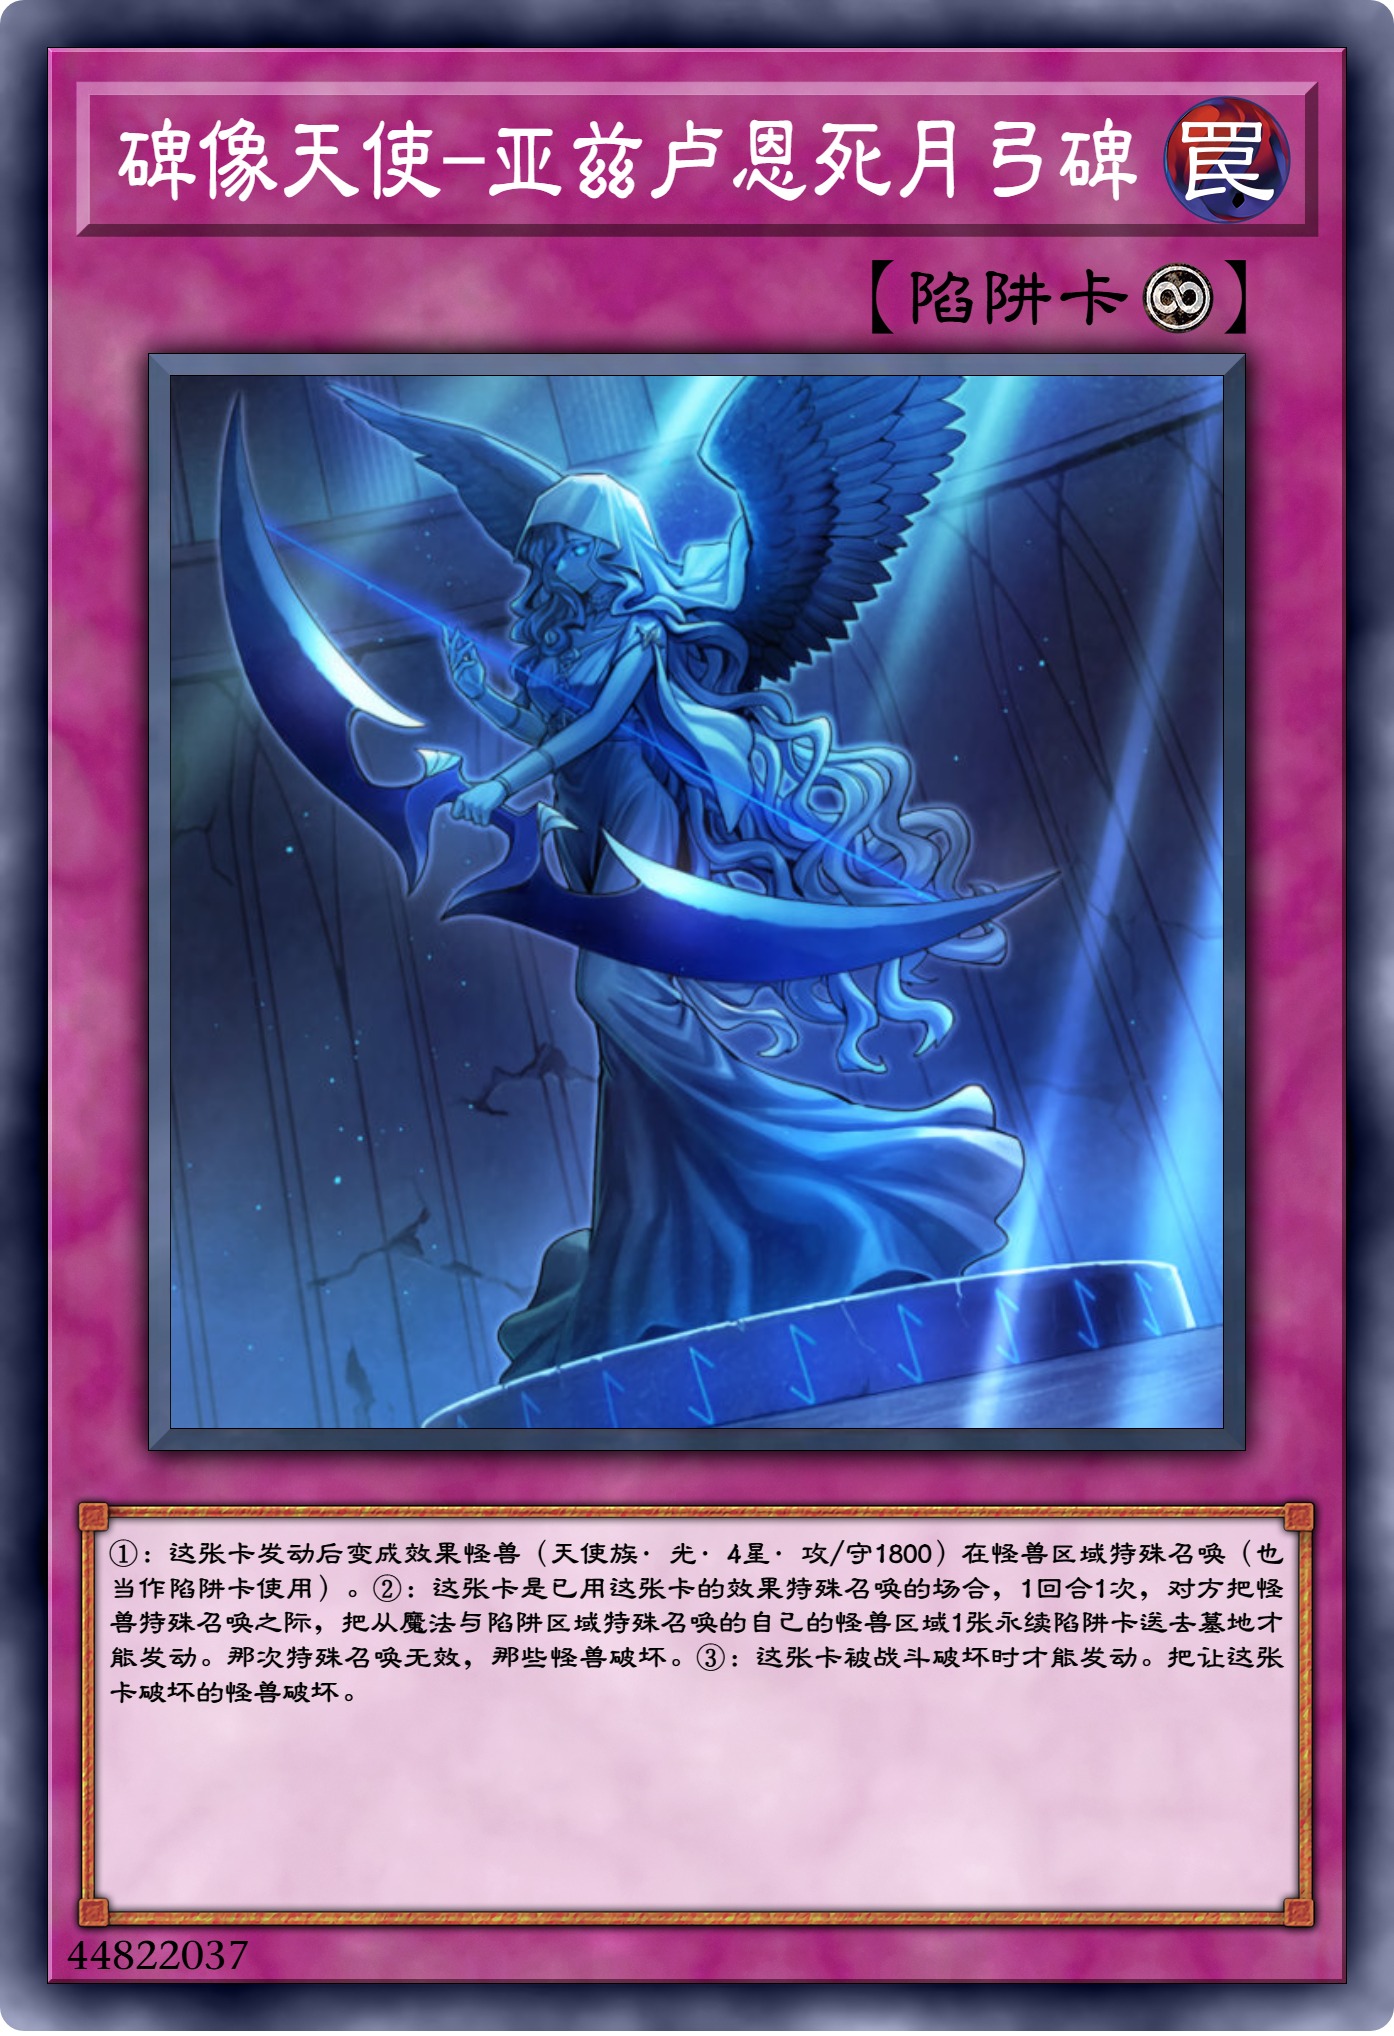 碑像天使-亚兹卢恩死月弓碑 罠
【陷阱卡∞】
①：这张卡发动后变成效果怪兽（天使族·光·4星·攻/守1800）在怪兽区域特殊召唤（也
当作陷阱卡使用）。②：这张卡是已用这张卡的效果特殊召唤的场合，1回合1次，对方把怪
兽特殊召唤之际，把从魔法与陷阱区域特殊召唤的自己的怪兽区域1张永续陷阱卡送去墓地才
能发动。那次特殊召唤无效，那些怪兽破坏。③：这张卡被战斗破坏时才能发动。把让这张
卡破坏的怪兽破坏。
44822037